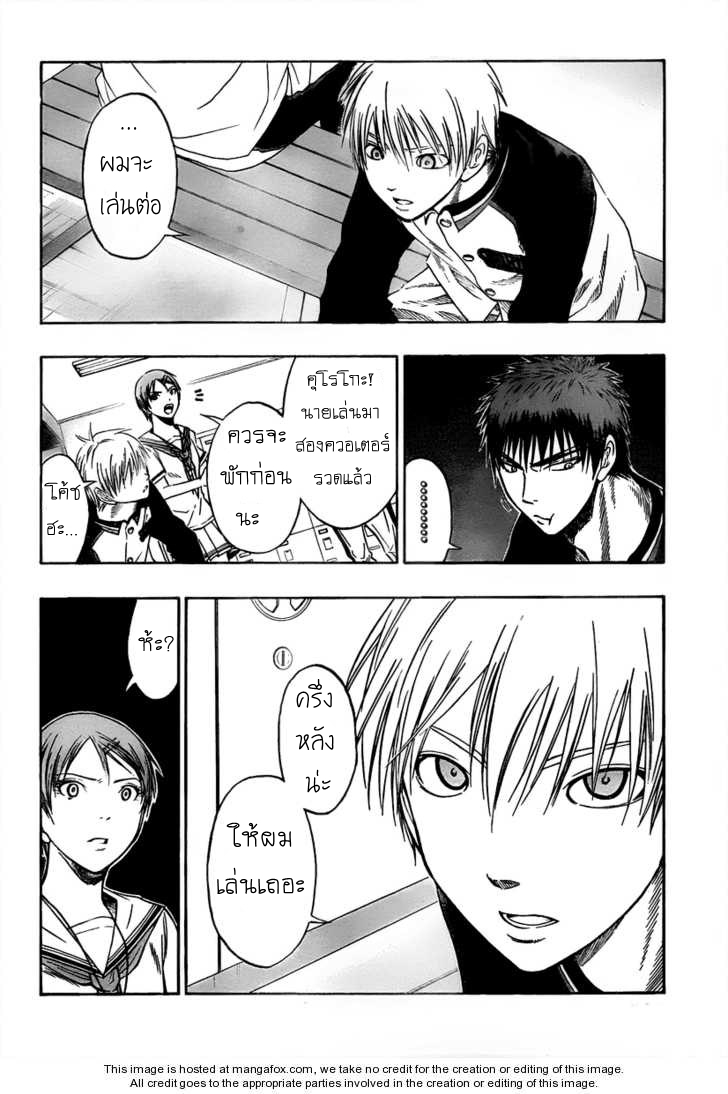 ...
ผมจะ
เล่นต่อ
คุโรโกะ!
นายเล่นมา
สองควอเตอร์
รวดแล้ว
ควรจะ
พักก่อน
นะ
โค้ช
ฮะ...
ห้ะ?
ครึ่ง
หลัง
น่ะ
ให้ผม
เล่นเถอะ
This image is hosted at mangafox.com, we take no credit for the creation or editing of this image.
All credit goes to the appropriate parties involved in the creation or editing of this image.